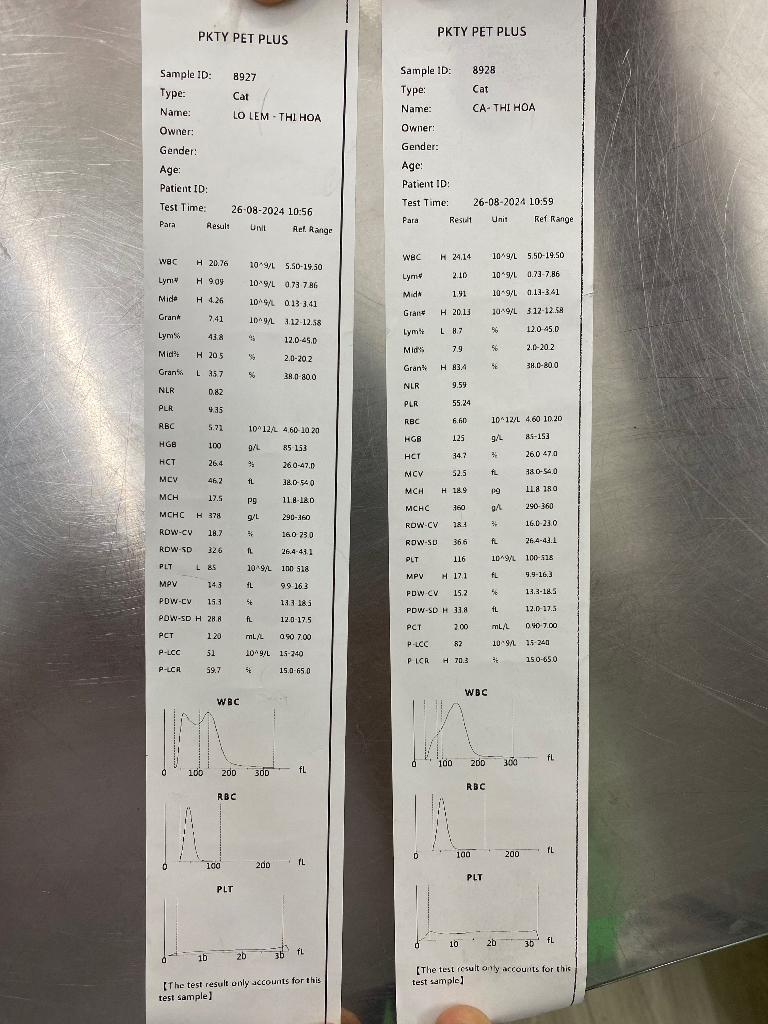 PKTY PET PLUS
Sample ID: 8927
Type: Cat
Name: LO LEM - THI HOA
Owner:
Gender:
Age:
Patient ID:
Test Time: 26-08-2024 10:56
Para Result Unit Ref. Range
WBC H 20.76 10^9/L 5.50-19.50
Lym# H 9.09 10^9/L 0.73-7.86
Mid# H 4.26 10^9/L 0.13-3.41
Gran# 7.41 10^9/L 3.12-12.58
Lym% 43.8 % 12.0-45.0
Mid% H 20.5 % 2.0-20.2
Gran% L 35.7 % 38.0-80.0
NLR 0.82
PLR 9.35
RBC 5.71 10^12/L 4.60-10.20
HGB 100 g/L 85-153
HCT 26.4 % 26.0-47.0
MCV 46.2 fL 38.0-54.0
MCH 17.5 pg 11.8-18.0
MCHC H 378 g/L 290-360
RDW-CV 18.7 % 16.0-23.0
RDW-SD 32.6 fL 26.4-43.1
PLT L 85 10^9/L 100-518
MPV 14.3 fL 9.9-16.3
PDW-CV 15.3 % 13.3-18.5
PDW-SD H 28.8 fL 12.0-17.5
PCT 1.20 mL/L 0.90-7.00
P-LCC 51 10^9/L 15-240
P-LCR 59.7 % 15.0-65.0
WBC
0 100 200 300 fL
RBC
0 100 200 fL
PLT
0 10 20 30 fL
【The test result only accounts for this
test sample】
PKTY PET PLUS
Sample ID: 8928
Type: Cat
Name: CA- THI HOA
Owner:
Gender:
Age:
Patient ID:
Test Time: 26-08-2024 10:59
Para Result Unit Ref. Range
WBC H 24.14 10^9/L 5.50-19.50
Lym# 2.10 10^9/L 0.73-7.86
Mid# 1.91 10^9/L 0.13-3.41
Gran# H 20.13 10^9/L 3.12-12.58
Lym% L 8.7 % 12.0-45.0
Mid% 7.9 % 2.0-20.2
Gran% H 83.4 % 38.0-80.0
NLR 9.59
PLR 55.24
RBC 6.60 10^12/L 4.60-10.20
HGB 125 g/L 85-153
HCT 34.7 % 26.0-47.0
MCV 52.5 fL 38.0-54.0
MCH H 18.9 pg 11.8-18.0
MCHC 360 g/L 290-360
RDW-CV 18.3 % 16.0-23.0
RDW-SD 36.6 fL 26.4-43.1
PLT 116 10^9/L 100-518
MPV H 17.1 fL 9.9-16.3
PDW-CV 15.2 % 13.3-18.5
PDW-SD H 33.8 fL 12.0-17.5
PCT 2.00 mL/L 0.90-7.00
P-LCC 82 10^9/L 15-240
P-LCR H 70.3 % 15.0-65.0
WBC
0 100 200 300 fL
RBC
0 100 200 fL
PLT
0 10 20 30 fL
【The test result only accounts for this
test sample】